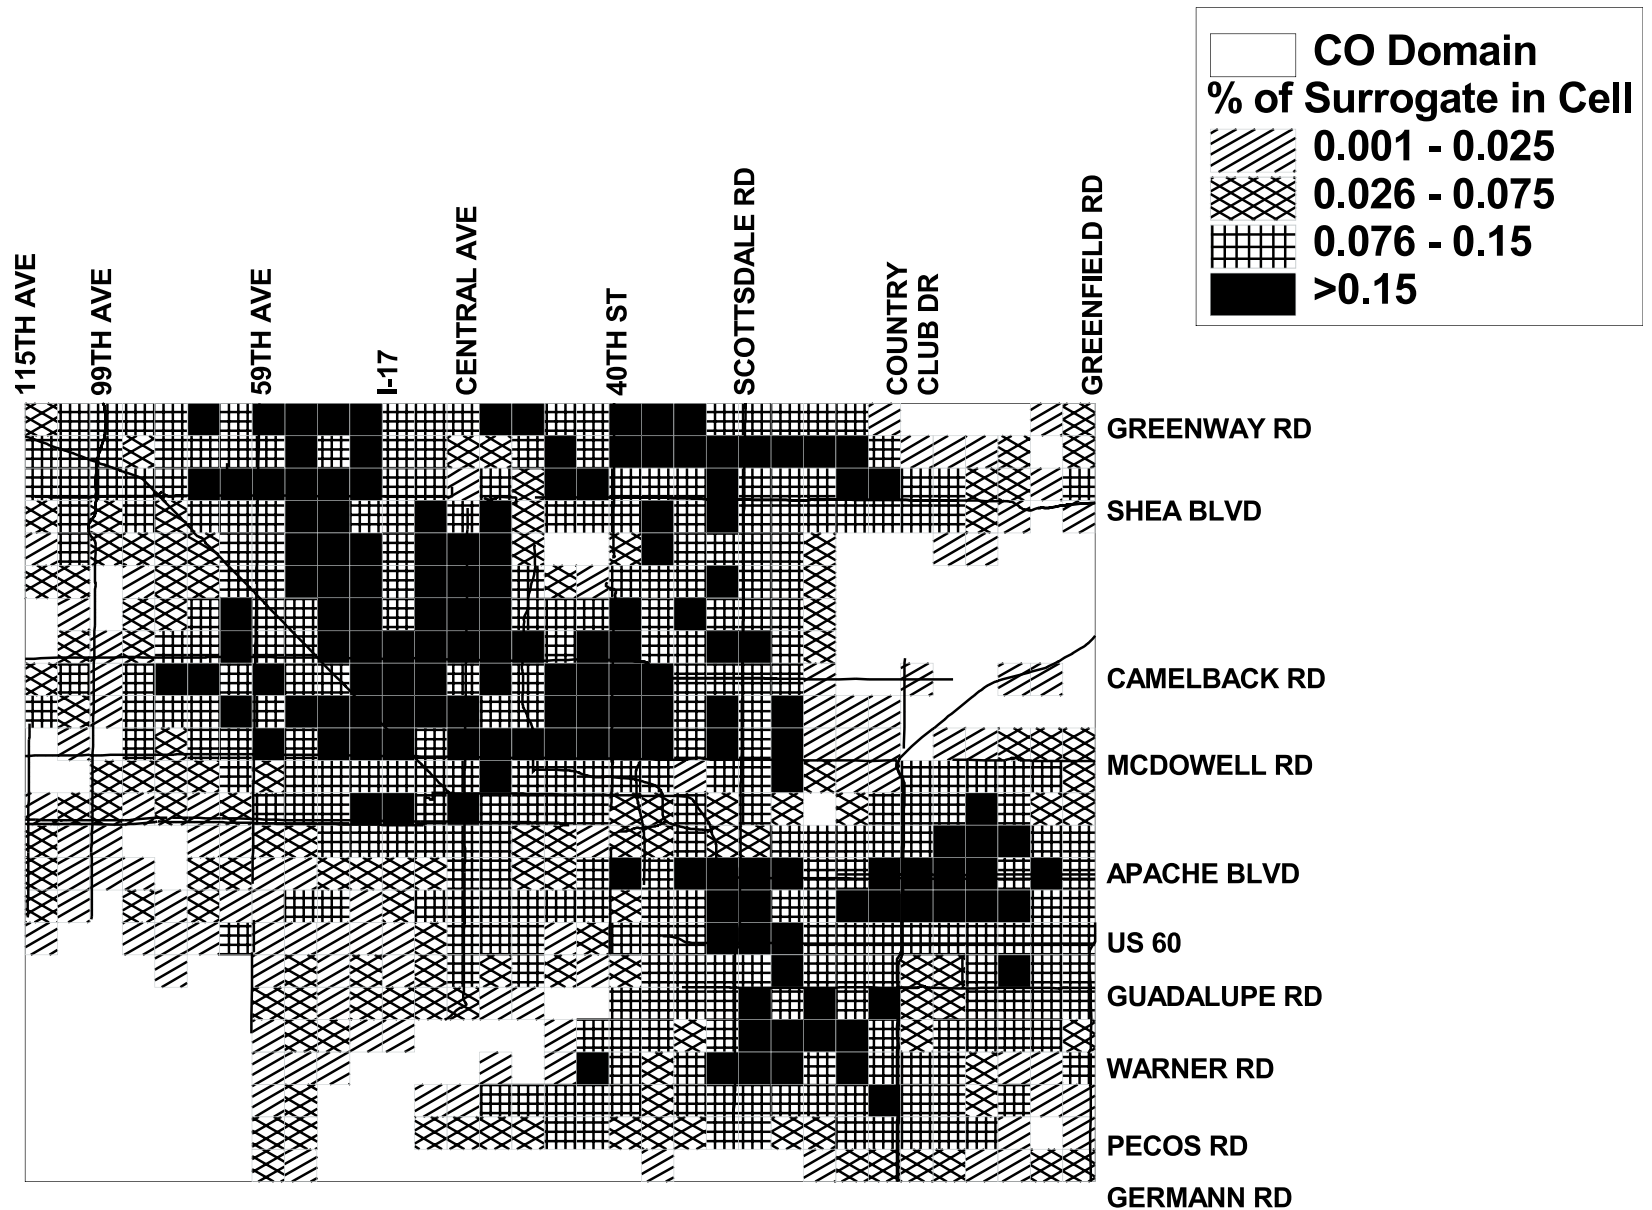 CO Domain
% of Surrogate in Cell
0.001 - 0.025
0.026 - 0.075
0.076 - 0.15
>0.15
115TH AVE
99TH AVE
59TH AVE
I-17
CENTRAL AVE
40TH ST
SCOTTSDALE RD
COUNTRY
CLUB DR
GREENFIELD RD
GREENWAY RD
SHEA BLVD
CAMELBACK RD
MCDOWELL RD
APACHE BLVD
US 60
GUADALUPE RD
WARNER RD
PECOS RD
GERMANN RD